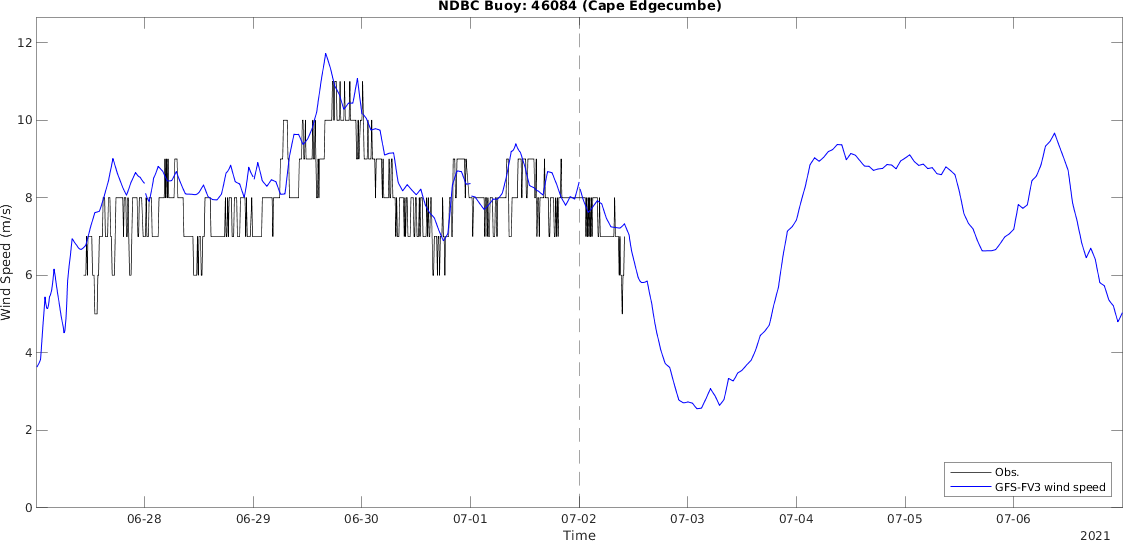 NDBC Buoy: 46084 (Cape Edgecumbe)
12
10
8
6
4
2
0
Wind Speed (m/s)
Obs.
GFS-FV3 wind speed
06-28 06-29 06-30 07-01 07-02 07-03 07-04 07-05 07-06
Time
2021